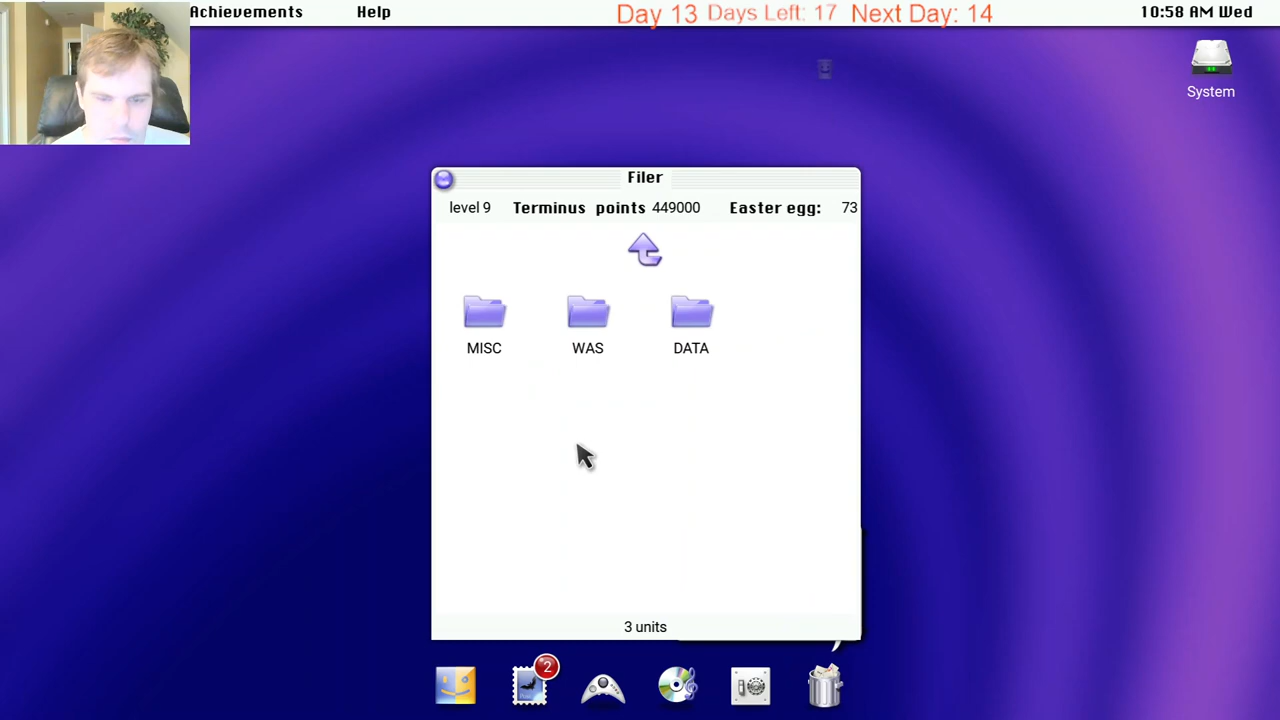 Achievements Help Day 13 Days Left: 17 Next Day: 14 10:58 AM Wed
System
Filer
level 9 Terminus points 449000 Easter egg: 73
MISC WAS DATA
3 units
2